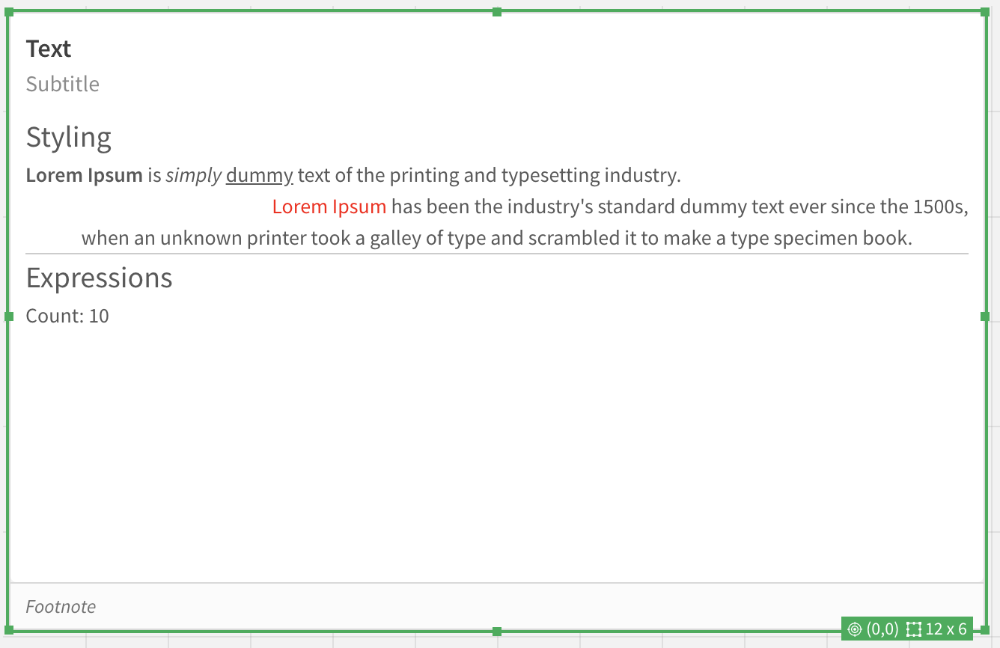 Text
Subtitle
Styling
Lorem Ipsum is simply dummy text of the printing and typesetting industry.
Lorem Ipsum has been the industry's standard dummy text ever since the 1500s,
when an unknown printer took a galley of type and scrambled it to make a type specimen book.
Expressions
Count: 10
Footnote
(0,0) 12 x 6